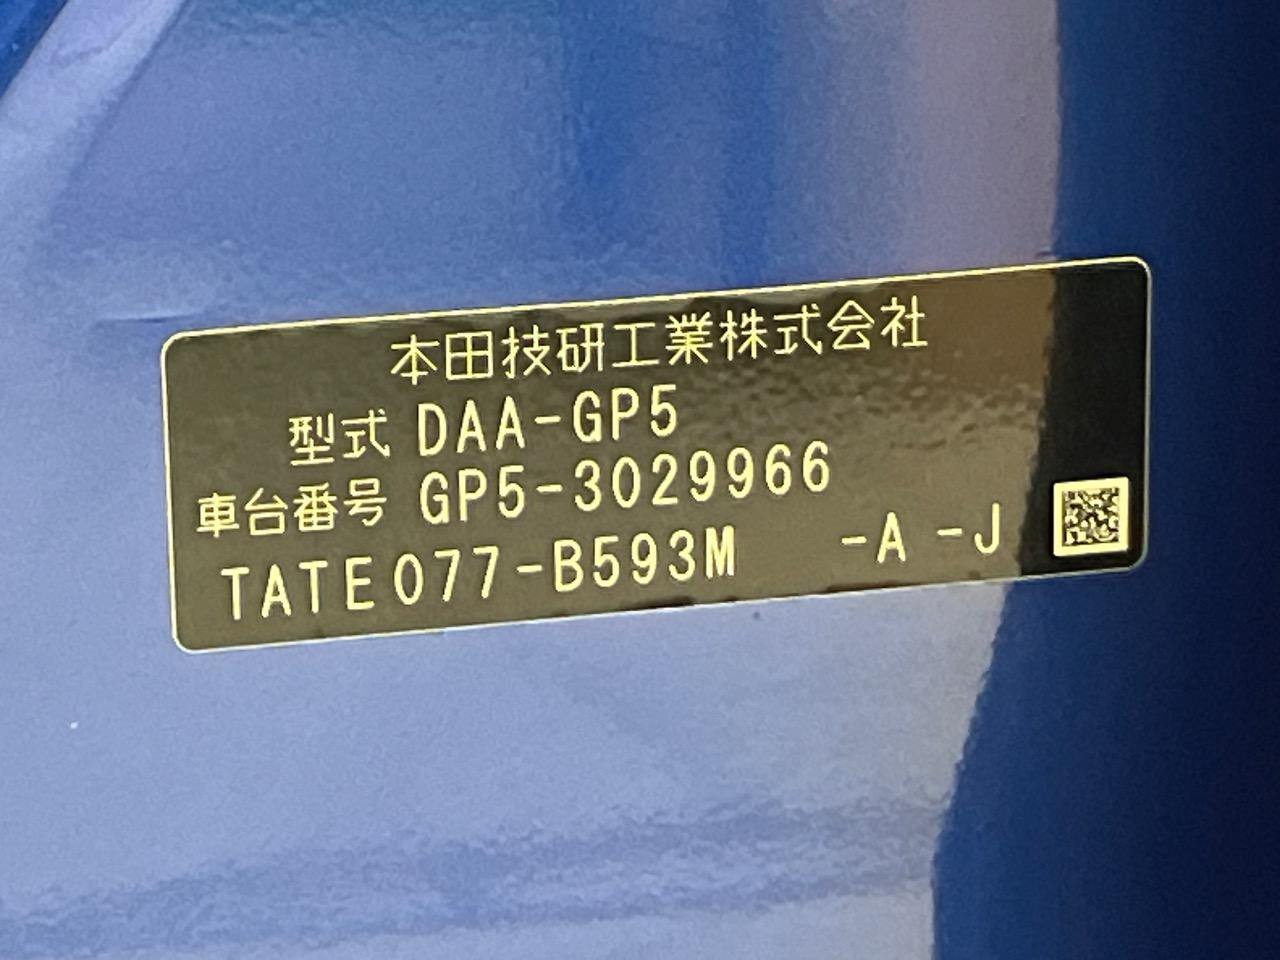 本田技研工業株式会社
型式 DAA-GP5
車台番号 GP5-3029966
TATE077-B593M -A -J